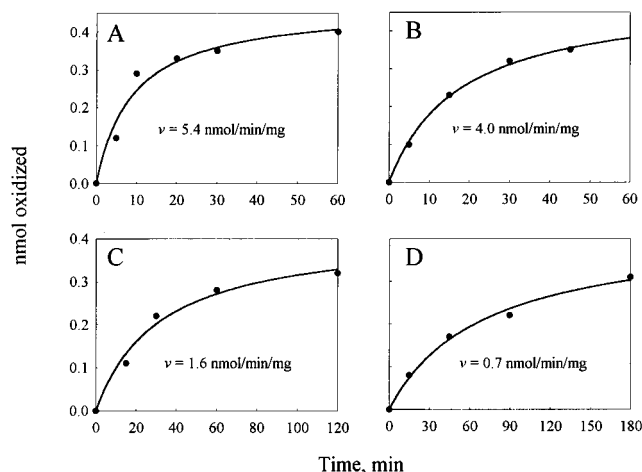 nmol oxidized
A
0.4
0.3
0.2
0.1
0.0
v = 5.4 nmol/min/mg
0 10 20 30 40 50 60
B
v = 4.0 nmol/min/mg
0 10 20 30 40 50 60
C
0.4
0.3
0.2
0.1
0.0
v = 1.6 nmol/min/mg
0 20 40 60 80 100 120
D
v = 0.7 nmol/min/mg
0 30 60 90 120 150 180
Time, min